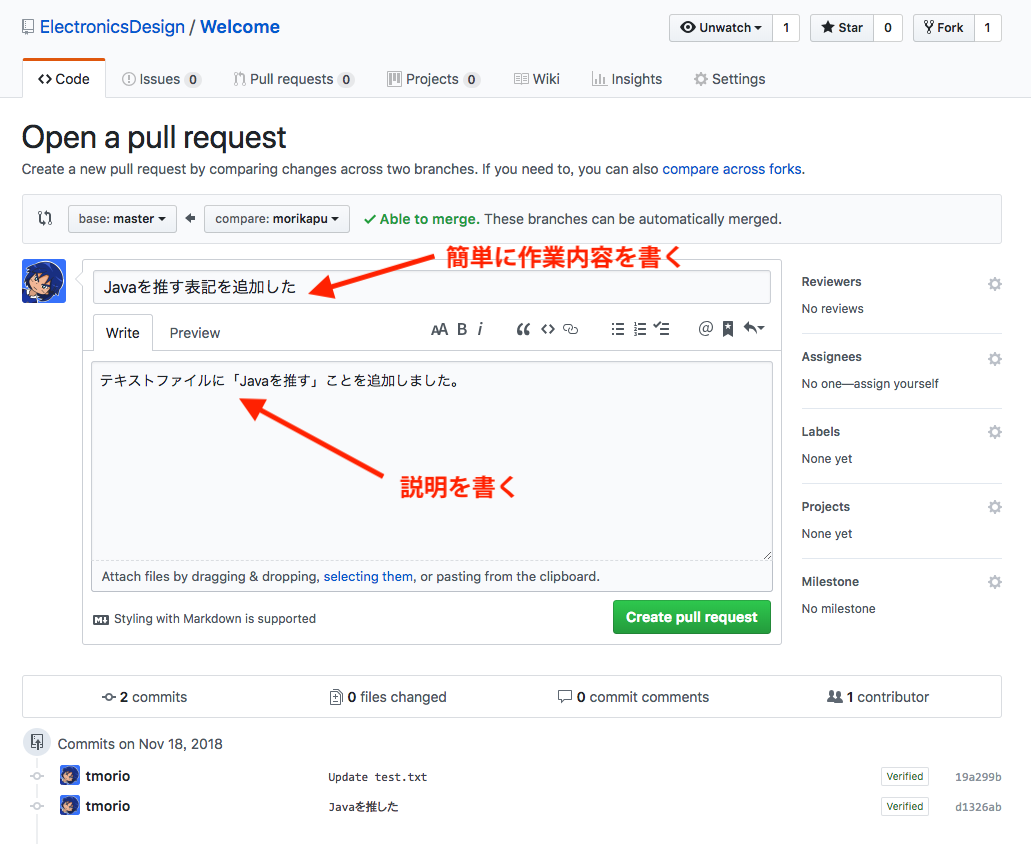 ElectronicsDesign / Welcome
Unwatch 1 Star 0 Fork 1
Code Issues 0 Pull requests 0 Projects 0 Wiki Insights Settings
Open a pull request
Create a new pull request by comparing changes across two branches. If you need to, you can also compare across forks.
base: master compare: morikapu Able to merge. These branches can be automatically merged.
簡単に作業内容を書く
Javaを推す表記を追加した
Write Preview AA B i
テキストファイルに「Javaを推す」ことを追加しました。
説明を書く
Attach files by dragging & dropping, selecting them, or pasting from the clipboard.
Styling with Markdown is supported
Create pull request
Reviewers
No reviews
Assignees
No one—assign yourself
Labels
None yet
Projects
None yet
Milestone
No milestone
2 commits 0 files changed 0 commit comments 1 contributor
Commits on Nov 18, 2018
tmorio Update test.txt Verified 19a299b
tmorio Javaを推した Verified d1326ab